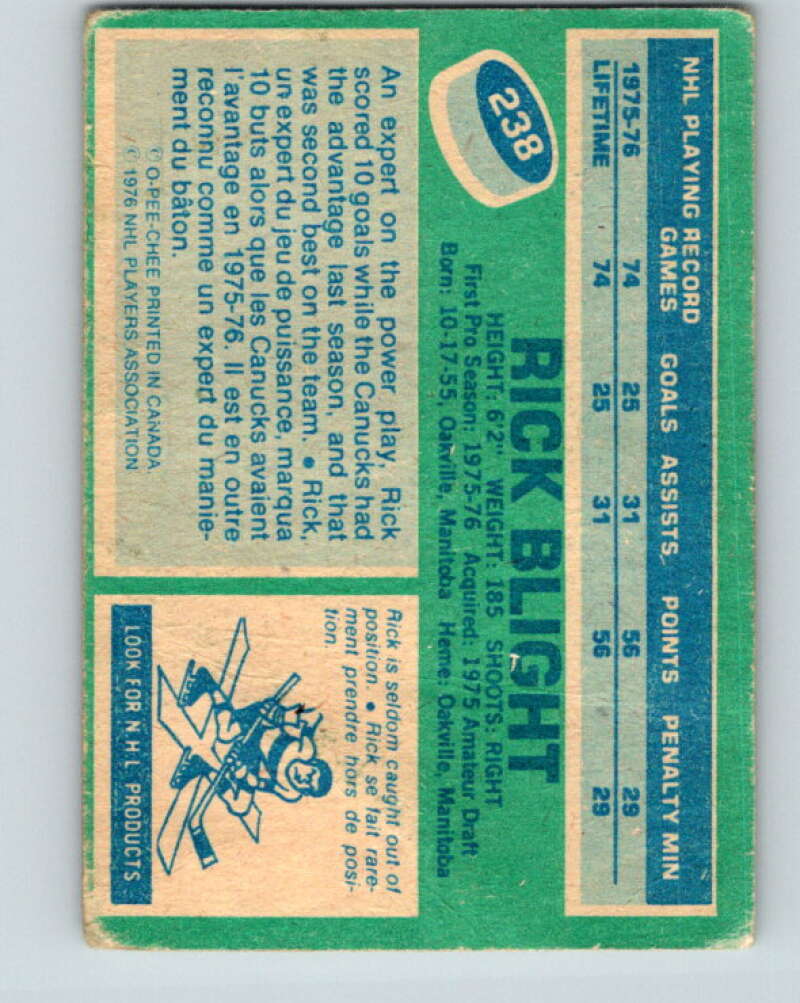 NHL PLAYING RECORD
GAMES GOALS ASSISTS POINTS PENALTY MIN
1975-76 74 25 31 56 29
LIFETIME 74 25 31 56 29
238
RICK BLIGHT
HEIGHT: 6'2" WEIGHT: 185 SHOOTS: RIGHT
First Pro Season: 1975-76 Acquired: 1975 Amateur Draft
Born: 10-17-55, Oakville, Manitoba Heme: Oakville, Manitoba
An expert on the power play, Rick
scored 10 goals while the Canucks had
the advantage last season, and that
was second best on the team. • Rick,
un expert du jeu de puissance, marqua
10 buts alors que les Canucks avaient
l'avantage en 1975-76. Il est en outre
reconnu comme un expert du manie-
ment du bâton.
© O-PEE-CHEE PRINTED IN CANADA
© 1976 NHL PLAYERS ASSOCIATION
Rick is seldom caught out of
position. • Rick se fait rare-
ment prendre hors de posi-
tion.
LOOK FOR NHL PRODUCTS